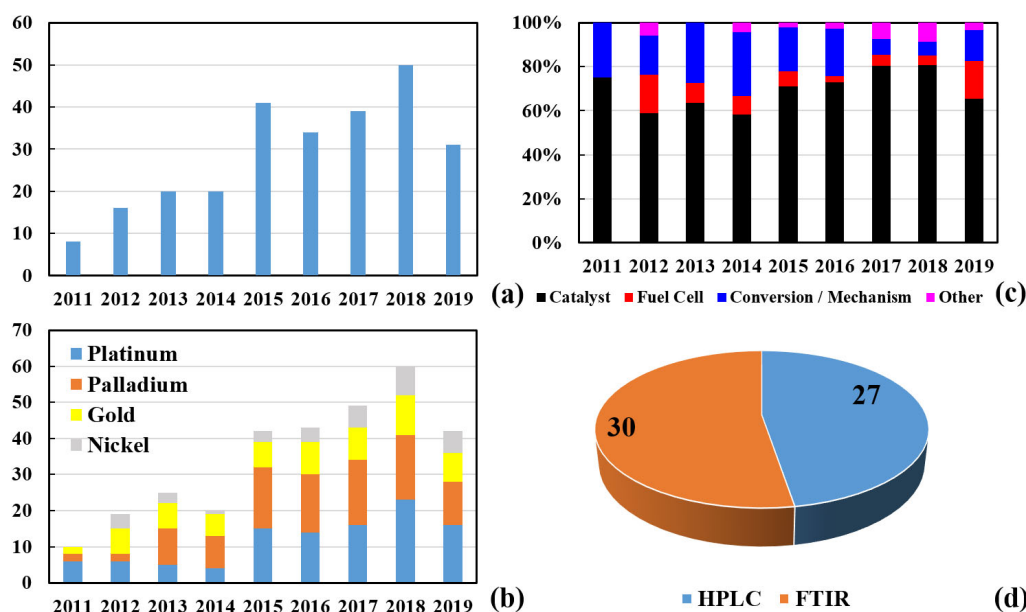 60
50
40
30
20
10
0
2011 2012 2013 2014 2015 2016 2017 2018 2019
(a)
100%
80%
60%
40%
20%
0%
2011 2012 2013 2014 2015 2016 2017 2018 2019
Catalyst Fuel Cell Conversion / Mechanism Other
(c)
70
60
50
40
30
20
10
0
Platinum
Palladium
Gold
Nickel
2011 2012 2013 2014 2015 2016 2017 2018 2019
(b)
27
30
HPLC FTIR
(d)